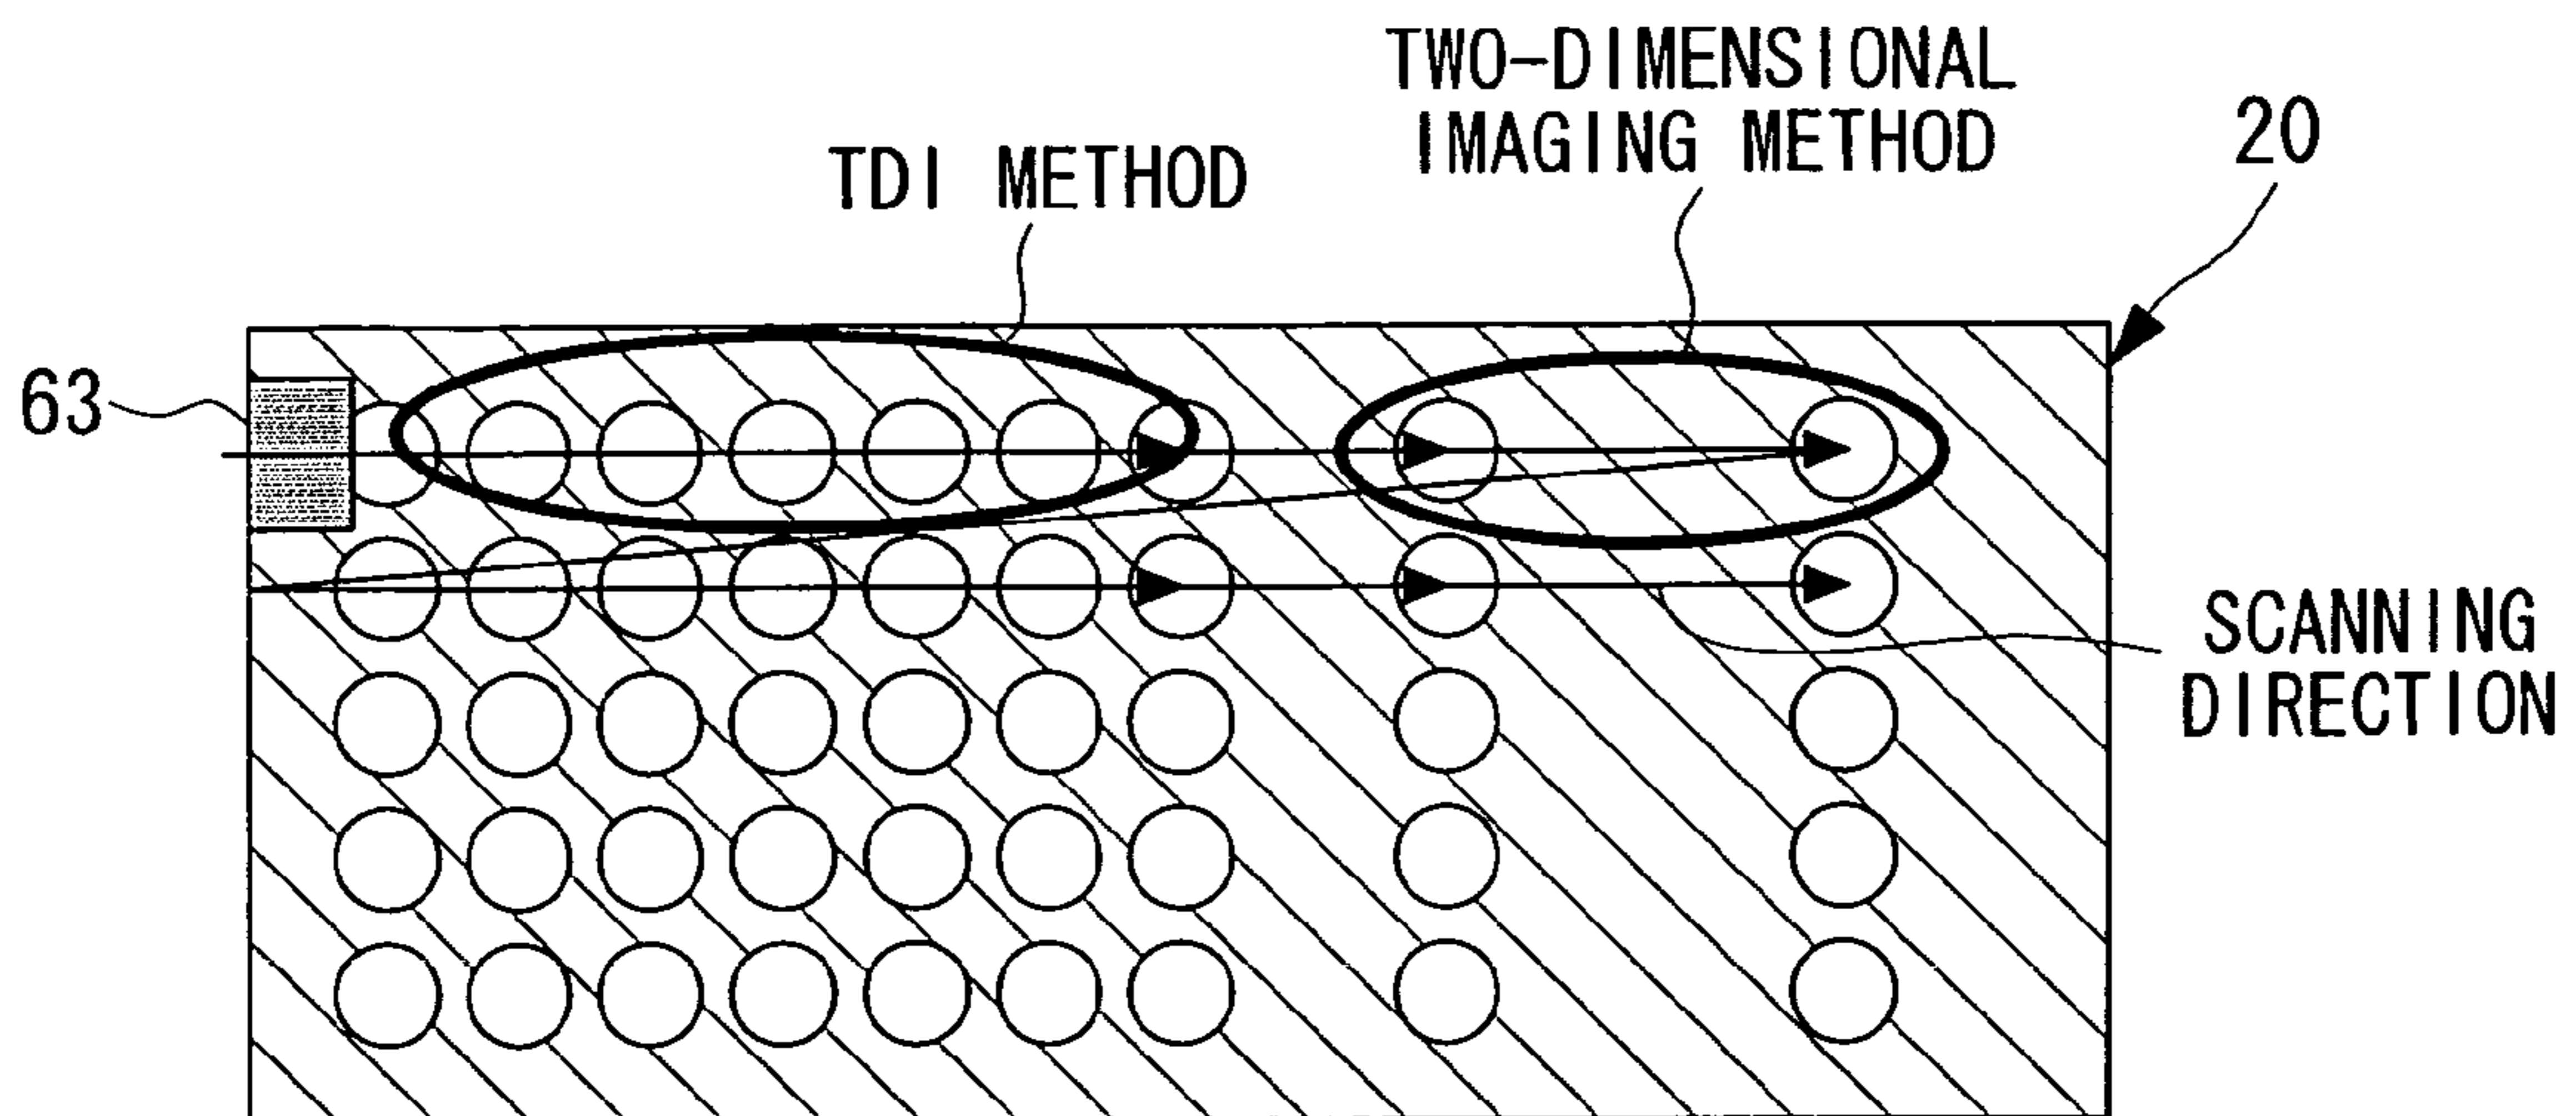 TWO-DIMENSIONAL
IMAGING METHOD
TDI METHOD
20
63
SCANNING
DIRECTION